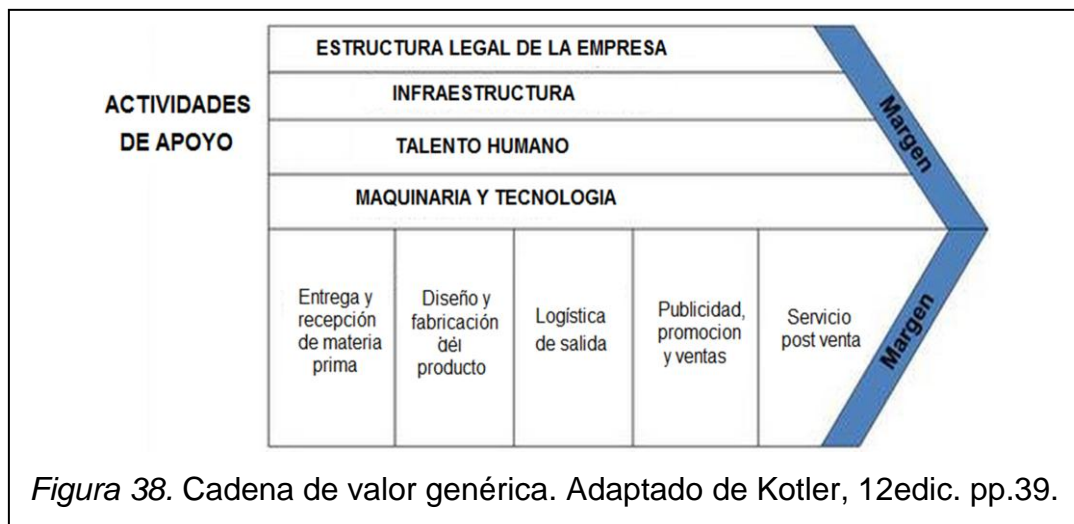 ESTRUCTURA LEGAL DE LA EMPRESA
ACTIVIDADES
DE APOYO
INFRAESTRUCTURA
TALENTO HUMANO
MAQUINARIA Y TECNOLOGIA
Margen
Entrega y
recepción
de materia
prima
Diseño y
fabricación
del
producto
Logística
de salida
Publicidad,
promocion
y ventas
Servicio
post venta
Margen
Figura 38. Cadena de valor genérica. Adaptado de Kotler, 12edic. pp.39.